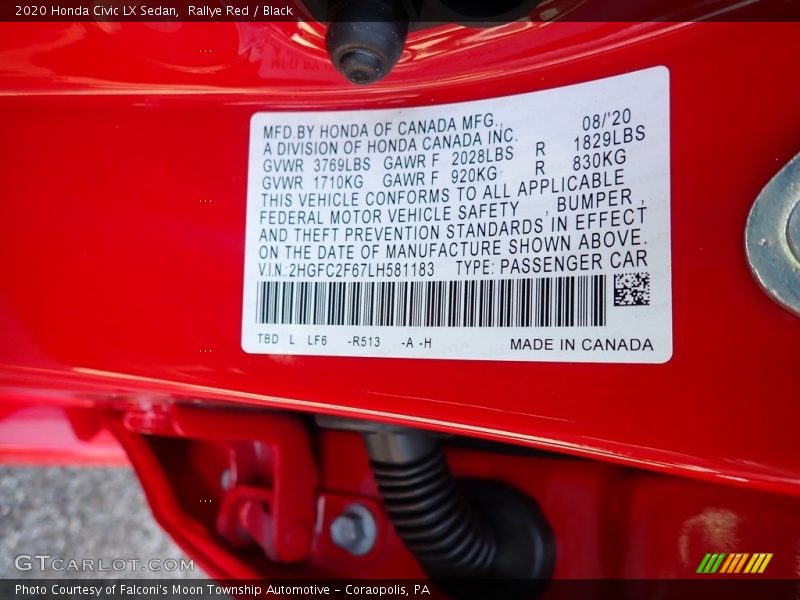 2020 Honda Civic LX Sedan,  Rallye Red / Black
MFD.BY HONDA OF CANADA MFG., 08/'20
A DIVISION OF HONDA CANADA INC.
GVWR 3769LBS GAWR F 2028LBS R 1829LBS
GVWR 1710KG GAWR F 920KG R 830KG
THIS VEHICLE CONFORMS TO ALL APPLICABLE
FEDERAL MOTOR VEHICLE SAFETY , BUMPER ,
AND THEFT PREVENTION STANDARDS IN EFFECT
ON THE DATE OF MANUFACTURE SHOWN ABOVE.
V.I.N.:2HGFC2F67LH581183 TYPE: PASSENGER CAR
TBD L LF6 -R513 -A -H MADE IN CANADA
GTCARLOT.COM
Photo Courtesy of Falconi's Moon Township Automotive – Coraopolis, PA